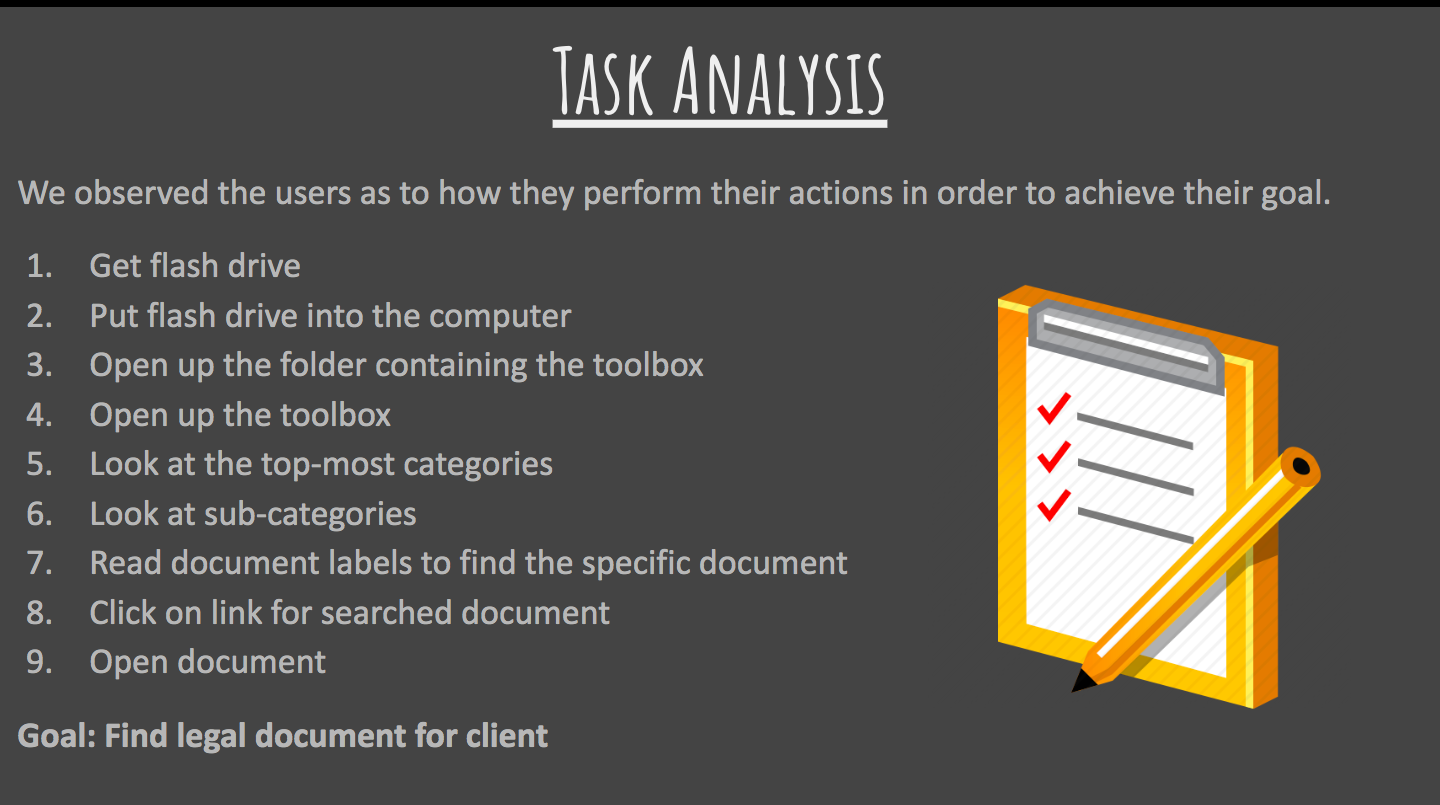 Task Analysis
We observed the users as to how they perform their actions in order to achieve their goal.
1. Get flash drive
2. Put flash drive into the computer
3. Open up the folder containing the toolbox
4. Open up the toolbox
5. Look at the top-most categories
6. Look at sub-categories
7. Read document labels to find the specific document
8. Click on link for searched document
9. Open document
Goal: Find legal document for client